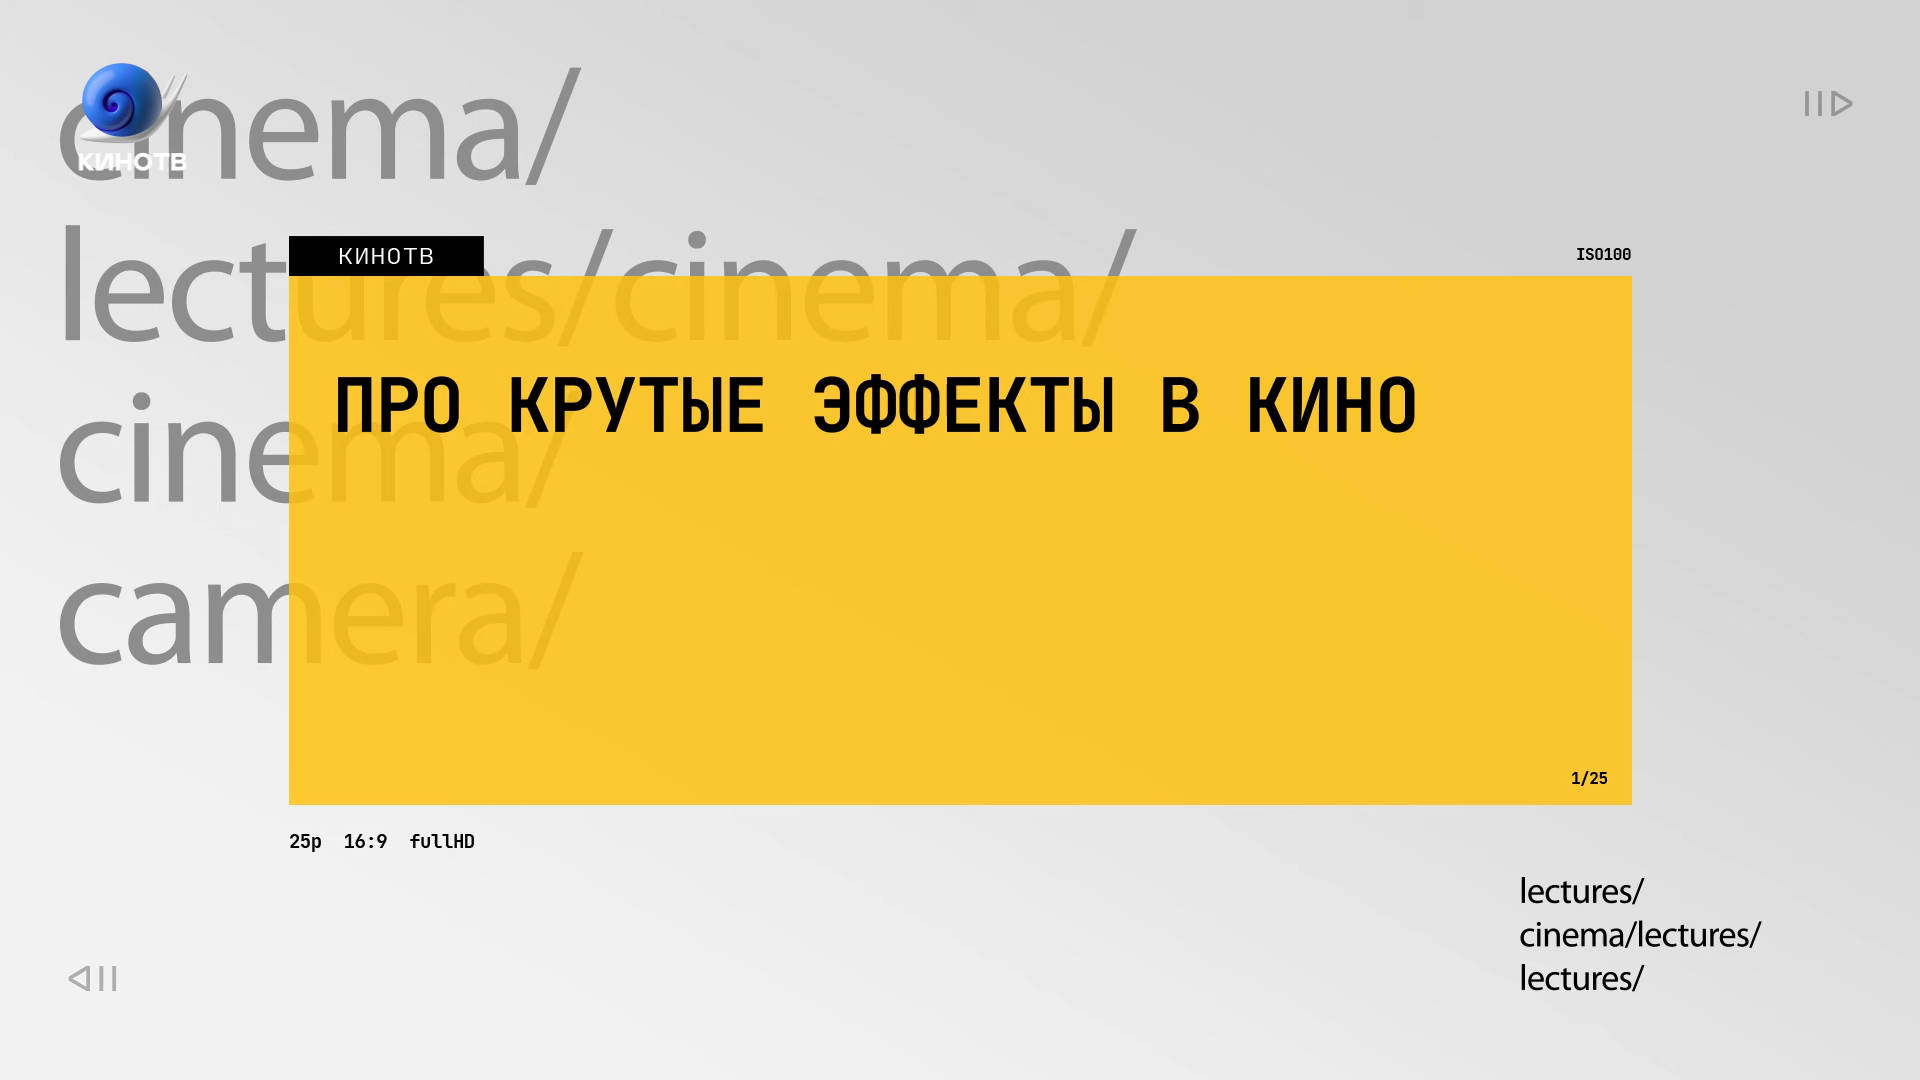 cinema/
КИНОТВ
lectures/cinema/
КИНОТВ
ISO100
ПРО КРУТЫЕ ЭФФЕКТЫ В КИНО
cinema/
camera/
1/25
25p 16:9 fullHD
lectures/
cinema/lectures/
lectures/